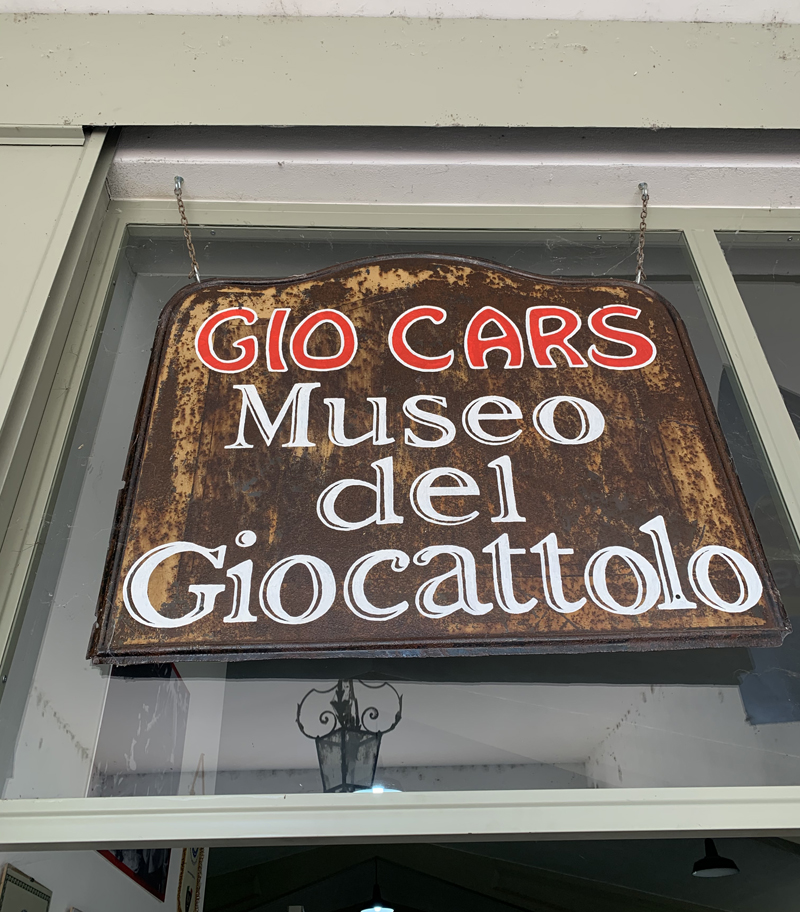 GIO CARS
Museo
del
Giocattolo